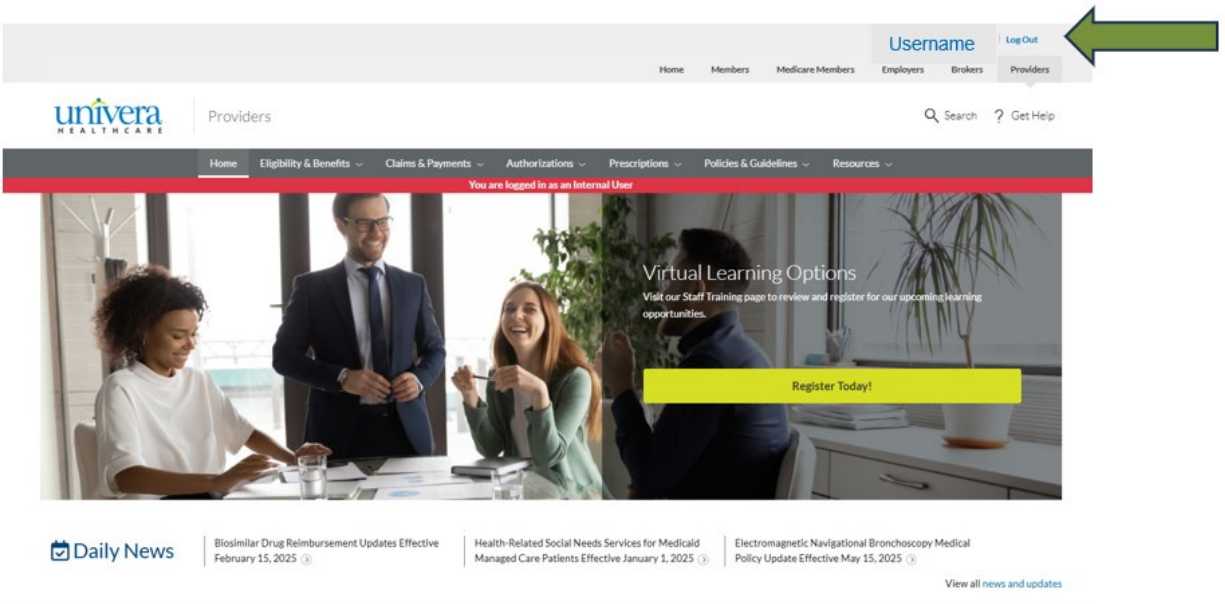 Username
Log Out
Home Members Medicare Members Employers Brokers Providers
univera
HEALTHCARE
Providers
Search ? Get Help
Home Eligibility & Benefits Claims & Payments Authorizations Prescriptions Policies & Guidelines Resources
You are logged in as an Internal User
Virtual Learning Options
Visit our Staff Training page to review and register for our upcoming learning
opportunities.
Register Today!
Daily News
Biosimilar Drug Reimbursement Updates Effective
February 15, 2025
Health-Related Social Needs Services for Medicaid
Managed Care Patients Effective January 1, 2025
Electromagnetic Navigational Bronchoscopy Medical
Policy Update Effective May 15, 2025
View all news and updates